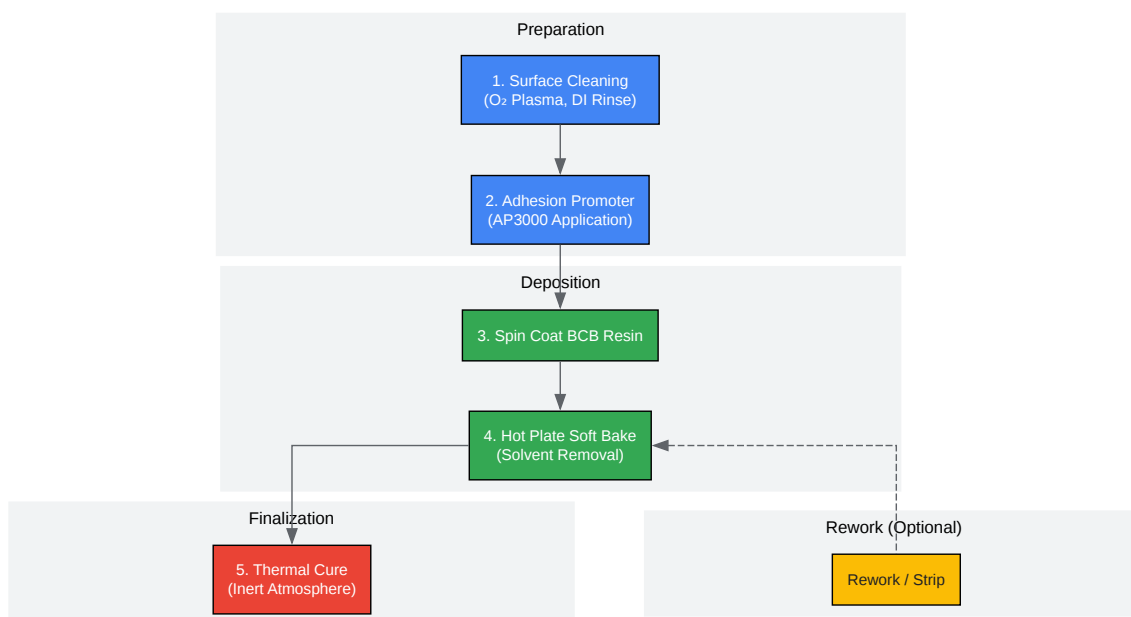 Preparation
1. Surface Cleaning
(O₂ Plasma, DI Rinse)
2. Adhesion Promoter
(AP3000 Application)
Deposition
3. Spin Coat BCB Resin
4. Hot Plate Soft Bake
(Solvent Removal)
Finalization
5. Thermal Cure
(Inert Atmosphere)
Rework (Optional)
Rework / Strip